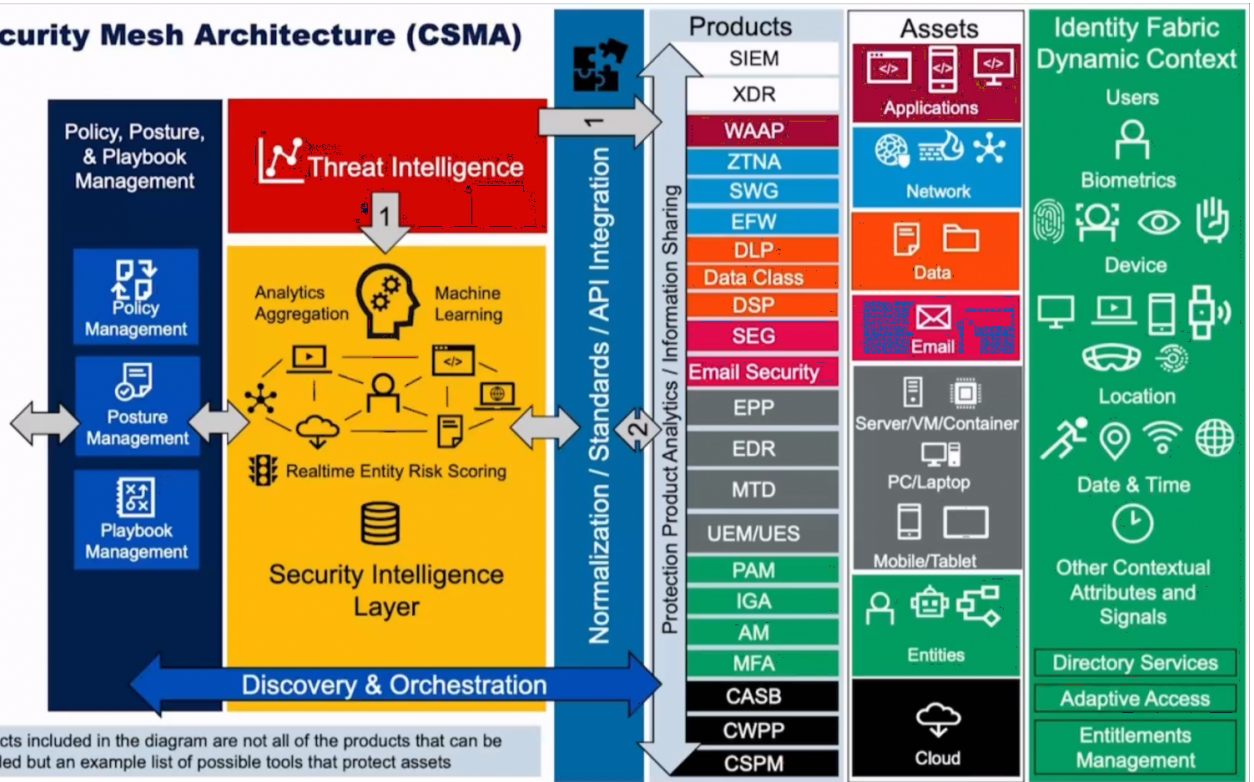 curity Mesh Architecture (CSMA)
Policy, Posture,
& Playbook
Management
Policy
Management
Posture
Management
Playbook
Management
Threat Intelligence
1
1
Analytics
Aggregation
Machine
Learning
Realtime Entity Risk Scoring
Security Intelligence
Layer
Discovery & Orchestration
cts included in the diagram are not all of the products that can be
led but an example list of possible tools that protect assets
Normalization / Standards / API Integration
2
Protection Product Analytics / Information Sharing
Products
SIEM
XDR
WAAP
ZTNA
SWG
EFW
DLP
Data Class
DSP
SEG
Email Security
EPP
EDR
MTD
UEM/UES
PAM
IGA
AM
MFA
CASB
CWPP
CSPM
Assets
Applications
Network
Data
Email
Server/VM/Container
PC/Laptop
Mobile/Tablet
Entities
Cloud
Identity Fabric
Dynamic Context
Users
Biometrics
Device
Location
Date & Time
Other Contextual
Attributes and
Signals
Directory Services
Adaptive Access
Entitlements
Management